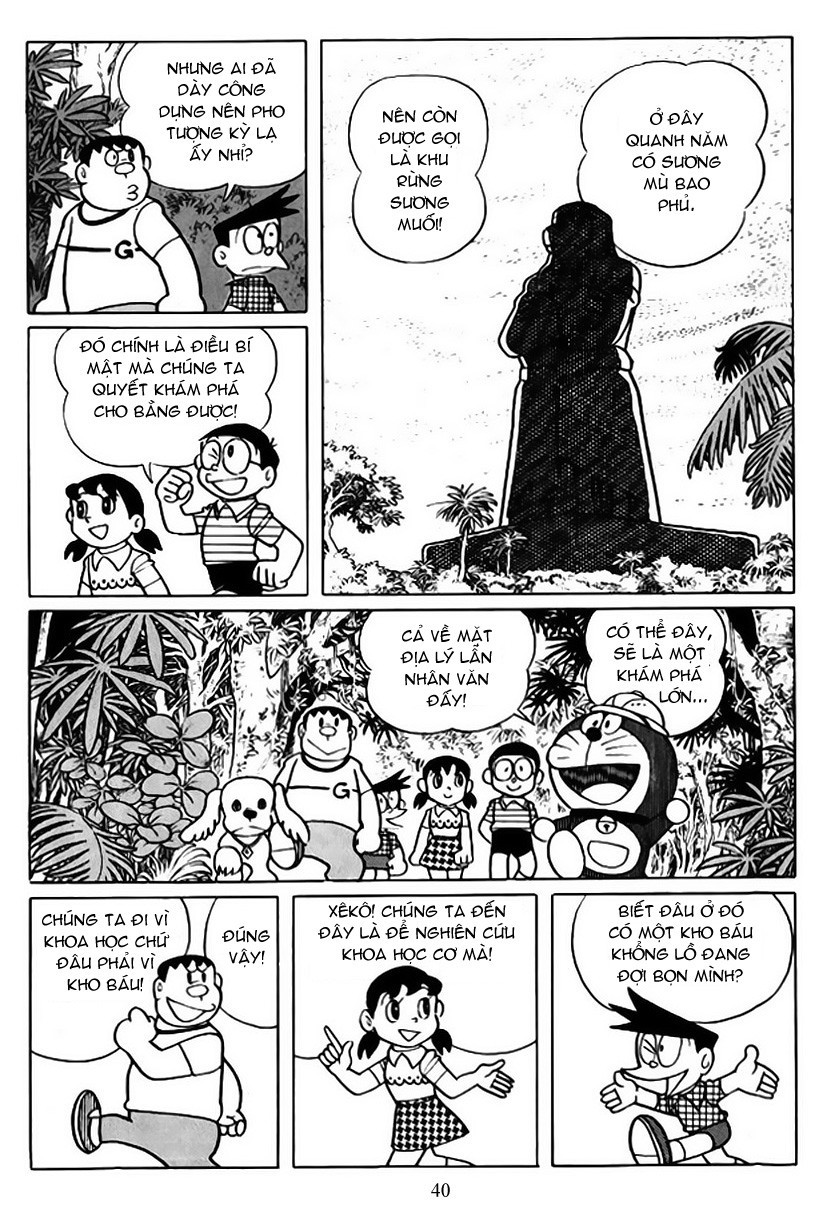 Ở ĐÂY
QUANH NĂM
CÓ SƯƠNG
MÙ BAO
PHỦ.
NÊN CÒN
ĐƯỢC GỌI
LÀ KHU
RỪNG
SƯƠNG
MUỐI!
NHƯNG AI ĐÃ
DÀY CÔNG
DỰNG NÊN PHO
TƯỢNG KỲ LẠ
ẤY NHỈ?
G
ĐÓ CHÍNH LÀ ĐIỀU BÍ
MẬT MÀ CHÚNG TA
QUYẾT KHÁM PHÁ
CHO BẰNG ĐƯỢC!
CÓ THỂ ĐÂY,
SẼ LÀ MỘT
KHÁM PHÁ
LỚN...
CẢ VỀ MẶT
ĐỊA LÝ LẪN
NHÂN VĂN
ĐẤY!
G
BIẾT ĐÂU Ở ĐÓ
CÓ MỘT KHO BÁU
KHỔNG LỒ ĐANG
ĐỢI BỌN MÌNH?
XÊKÔ! CHÚNG TA ĐẾN
ĐÂY LÀ ĐỂ NGHIÊN CÚU
KHOA HỌC CƠ MÀ!
ĐÚNG
VẬY!
CHÚNG TA ĐI VÌ
KHOA HỌC CHỨ
ĐÂU PHẢI VÌ
KHO BÁU!
40